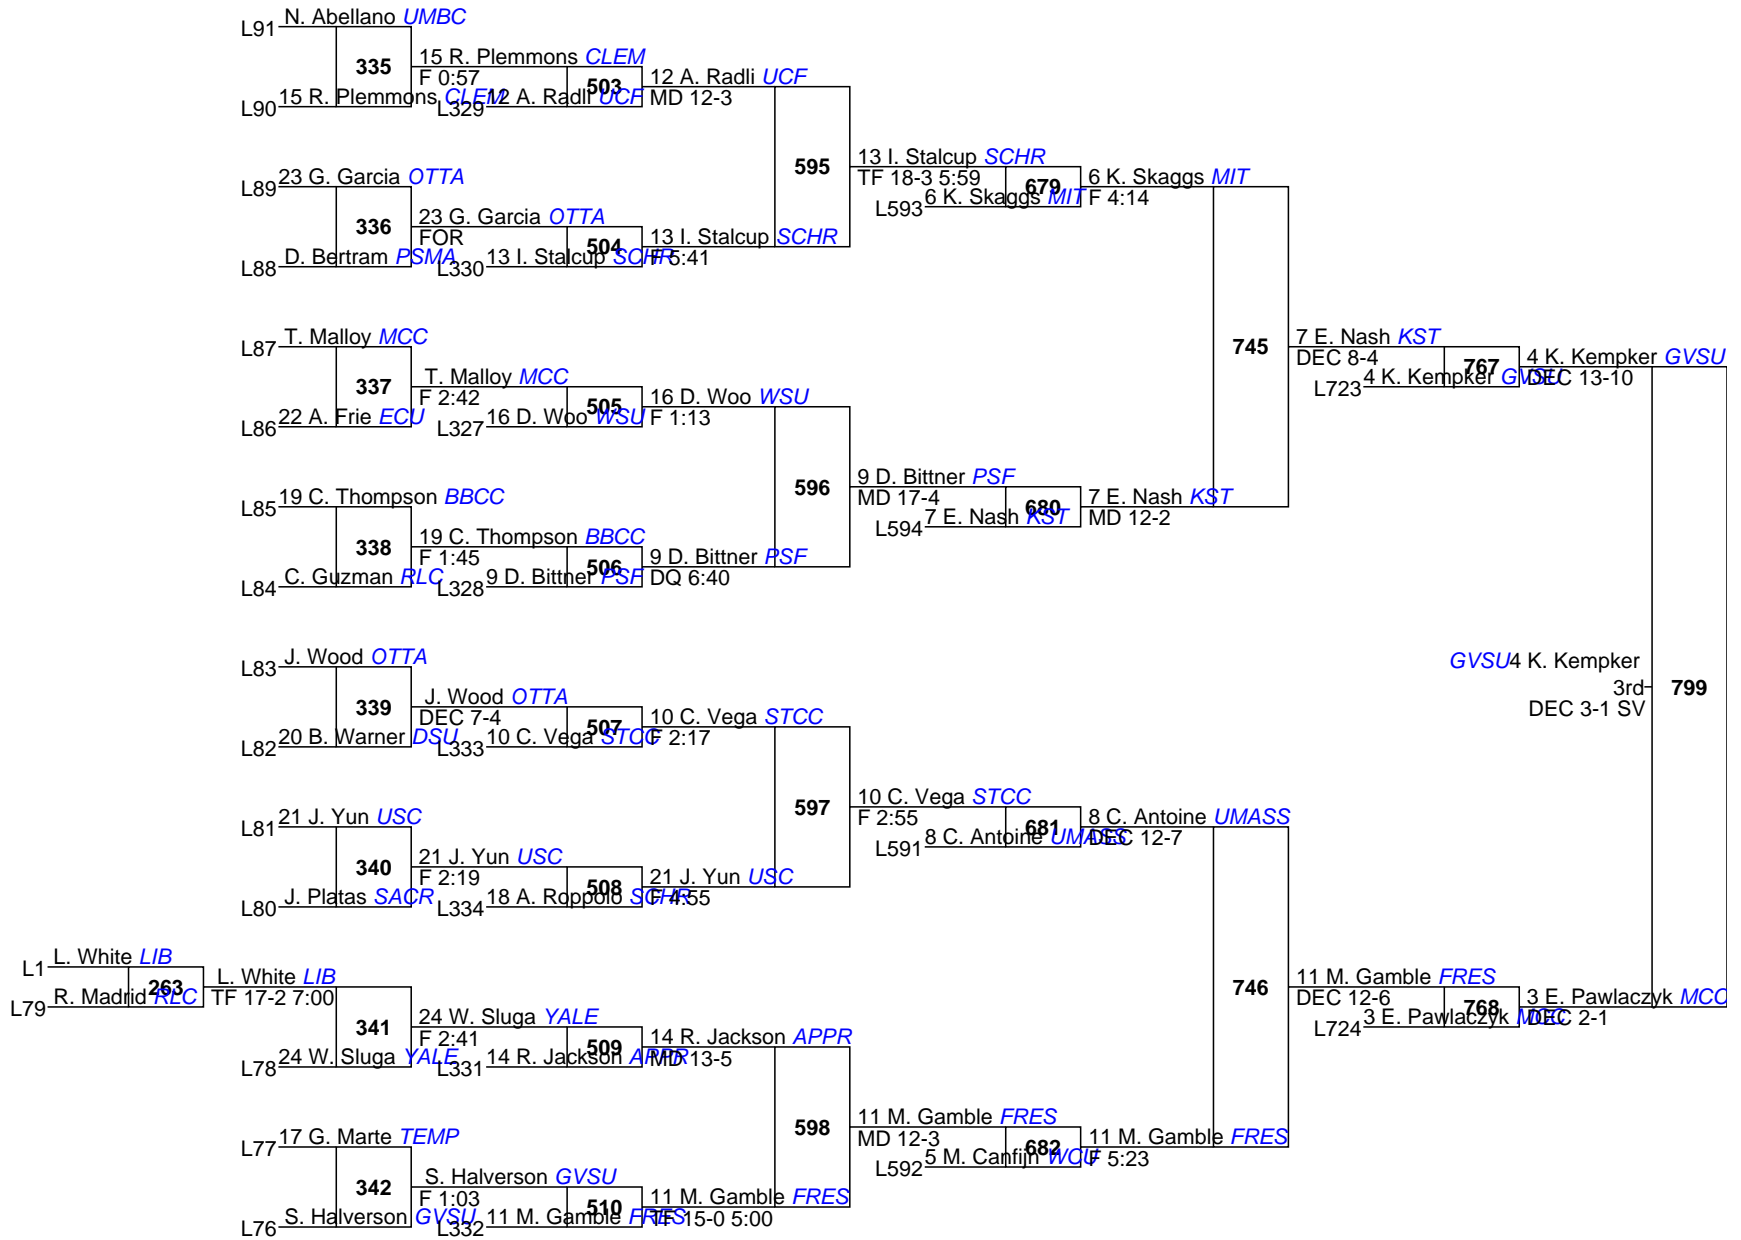 L91 N. Abellano UMBC
335
15 R. Plemmons CLEM
F 0:57
L90 15 R. Plemmons CLEM
L329 12 A. Radli UCF
503
12 A. Radli UCF
MD 12-3
595
L89 23 G. Garcia OTTA
336
23 G. Garcia OTTA
FOR
L88 D. Bertram PSMA
L330 13 I. Stalcup SCHR
504
13 I. Stalcup SCHR
F 5:41
13 I. Stalcup SCHR
TF 18-3 5:59
L593 6 K. Skaggs MIT
679
6 K. Skaggs MIT
F 4:14
L87 T. Malloy MCC
337
T. Malloy MCC
F 2:42
L86 22 A. Frie ECU
L327 16 D. Woo WSU
505
16 D. Woo WSU
F 1:13
596
L85 19 C. Thompson BBCC
338
19 C. Thompson BBCC
F 1:45
L84 C. Guzman RLC
L328 9 D. Bittner PSF
506
9 D. Bittner PSF
DQ 6:40
9 D. Bittner PSF
MD 17-4
L594 7 E. Nash KST
680
7 E. Nash KST
MD 12-2
745
7 E. Nash KST
DEC 8-4
L723 4 K. Kempker GVSU
767
4 K. Kempker GVSU
DEC 13-10
L83 J. Wood OTTA
339
J. Wood OTTA
DEC 7-4
L82 20 B. Warner DSU
L333 10 C. Vega STCC
507
10 C. Vega STCC
F 2:17
597
L81 21 J. Yun USC
340
21 J. Yun USC
F 2:19
L80 J. Platas SACR
L334 18 A. Roppolo SCHR
508
21 J. Yun USC
F 4:55
10 C. Vega STCC
F 2:55
L591 8 C. Antoine UMASS
681
8 C. Antoine UMASS
DEC 12-7
L1 L. White LIB
263
L79 R. Madrid RLC
L. White LIB
TF 17-2 7:00
341
24 W. Sluga YALE
F 2:41
L78 24 W. Sluga YALE
L331 14 R. Jackson APPR
509
14 R. Jackson APPR
MD 13-5
598
L77 17 G. Marte TEMP
342
S. Halverson GVSU
F 1:03
L76 S. Halverson GVSU
L332 11 M. Gamble FRES
510
11 M. Gamble FRES
TF 15-0 5:00
11 M. Gamble FRES
MD 12-3
L592 5 M. Canfijn WCU
682
11 M. Gamble FRES
F 5:23
746
11 M. Gamble FRES
DEC 12-6
L724 3 E. Pawlaczyk MCC
768
3 E. Pawlaczyk MCC
DEC 2-1
GVSU4 K. Kempker
3rd
799
DEC 3-1 SV